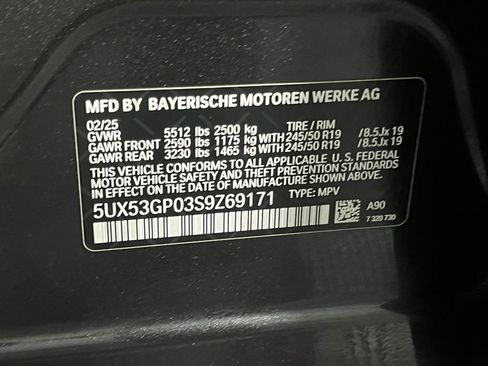 MFD BY BAYERISCHE MOTOREN WERKE AG
02/25 TIRE / RIM
GVWR 5512 lbs 2500 kg
GAWR FRONT 2590 lbs 1175 kg WITH 245/50 R19 /8.5Jx 19
GAWR REAR 3230 lbs 1465 kg WITH 245/50 R19 /8.5Jx 19
THIS VEHICLE CONFORMS TO ALL APPLICABLE U.S. FEDERAL
MOTOR VEHICLE SAFETY AND THEFT PREVENTION STANDARDS
IN EFFECT ON THE DATE OF MANUFACTURE SHOWN ABOVE.
5UX53GP03S9Z69171 TYPE: MPV
A90
7 320 730